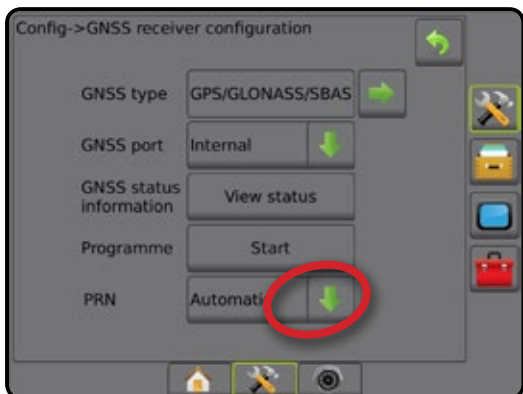 Config->GNSS receiver configuration
GNSS type GPS/GLONASS/SBAS
GNSS port Internal
GNSS status
information View status
Programme Start
PRN